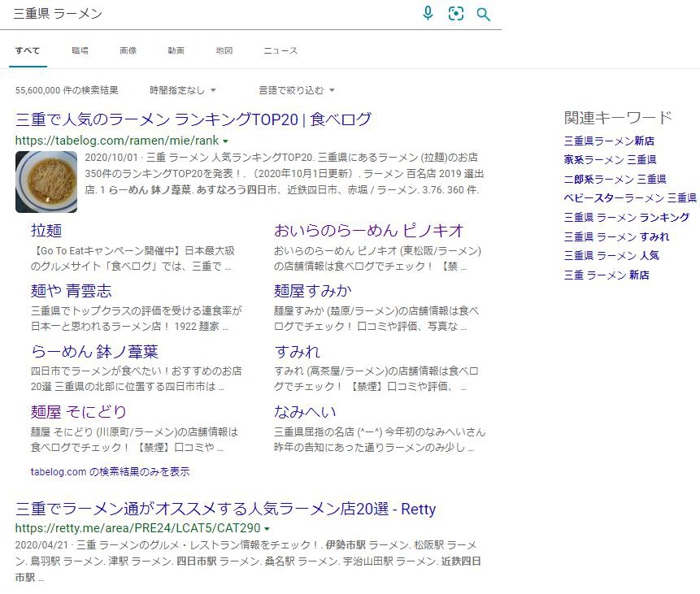 三重県 ラーメン
すべて 職場 画像 動画 地図 ニュース
55,600,000 件の検索結果 時間指定なし 言語で絞り込む
三重で人気のラーメン ランキングTOP20 | 食べログ
https://tabelog.com/ramen/mie/rank
2020/10/01 · 三重 ラーメン 人気ランキングTOP20. 三重県にあるラーメン (拉麺)のお店
350件のランキングTOP20を発表！. （2020年10月1日更新）. ラーメン 百名店 2019 選出
店. 1 らーめん 鉢ノ葦葉. あすなろう四日市、近鉄四日市、赤堀 / ラーメン. 3.76. 360 件.
拉麺
【Go To Eatキャンペーン開催中】日本最大級
のグルメサイト「食べログ」では、三重で ...
おいらのらーめん ピノキオ
おいらのらーめん ピノキオ (東松阪/ラーメン)
の店舗情報は食べログでチェック！ 【禁 ...
麺や 青雲志
三重県でトップクラスの評価を受ける連食率が
日本一と思われるラーメン店！ 1922 麺家 ...
麺屋すみか
麺屋すみか (楚原/ラーメン)の店舗情報は食べ
ログでチェック！ 口コミや評価、写真な ...
らーめん 鉢ノ葦葉
四日市でラーメンが食べたい！おすすめのお店
20選 三重県の北部に位置する四日市市は ...
すみれ
すみれ (高茶屋/ラーメン)の店舗情報は食べロ
グでチェック！ 【禁煙】口コミや評価、 ...
麺屋 そにどり
麺屋 そにどり (川原町/ラーメン)の店舗情報は
食べログでチェック！ 【禁煙】口コミや ...
なみへい
三重県屈指の名店 (^ー^) 今年初のなみへいさん
昨年の告知にあった通りラーメンのみ少し ...
tabelog.com の検索結果のみを表示
三重でラーメン通がオススメする人気ラーメン店20選 - Retty
https://retty.me/area/PRE24/LCAT5/CAT290
2020/04/21 · 三重 ラーメンのグルメ・レストラン情報をチェック！. 伊勢市駅 ラーメン. 松阪駅 ラーメ
ン. 鳥羽駅 ラーメン. 津駅 ラーメン. 四日市駅 ラーメン. 桑名駅 ラーメン. 宇治山田駅 ラーメン. 近鉄四日
市駅 ...
関連キーワード
三重県ラーメン新店
家系ラーメン 三重県
二郎系ラーメン 三重県
ベビースターラーメン 三重県
三重県 ラーメン ランキング
三重県 ラーメン すみれ
三重県 ラーメン 人気
三重 ラーメン 新店